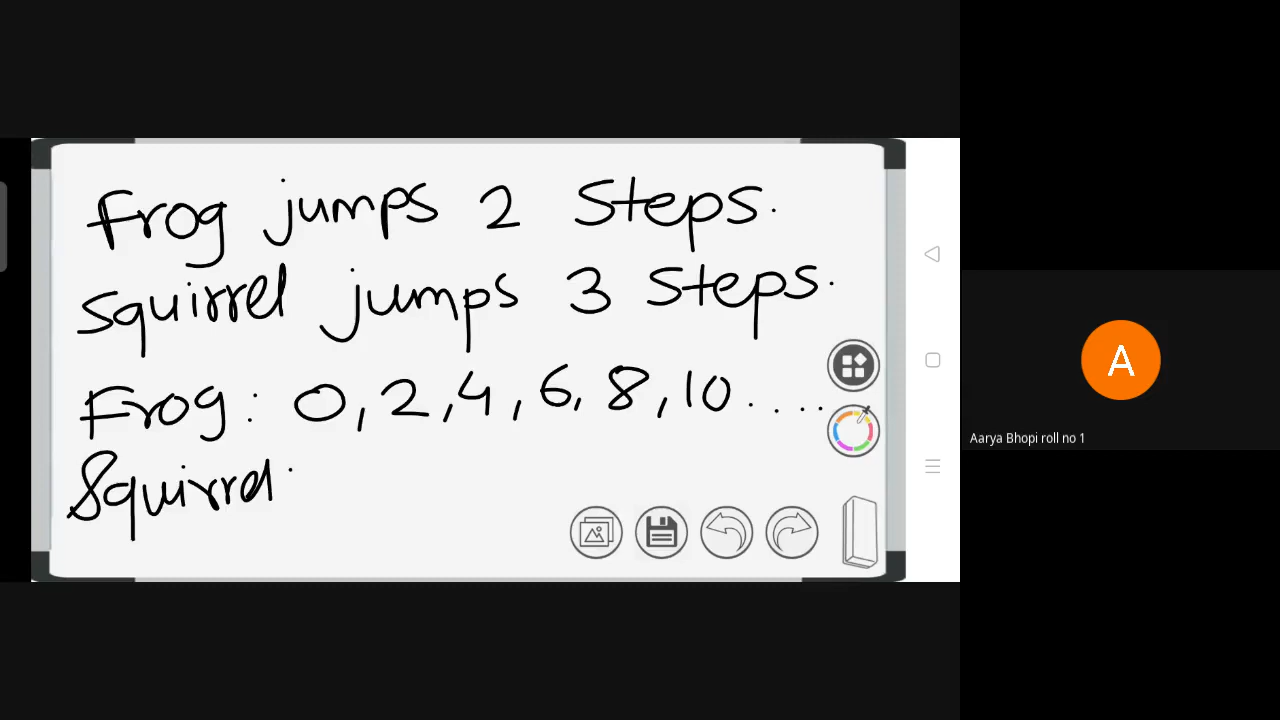 Frog jumps 2 Steps.
Squirrel jumps 3 Steps.
Frog: 0, 2, 4, 6, 8, 10 .....
Squirrel.
A
Aarya Bhopi roll no 1